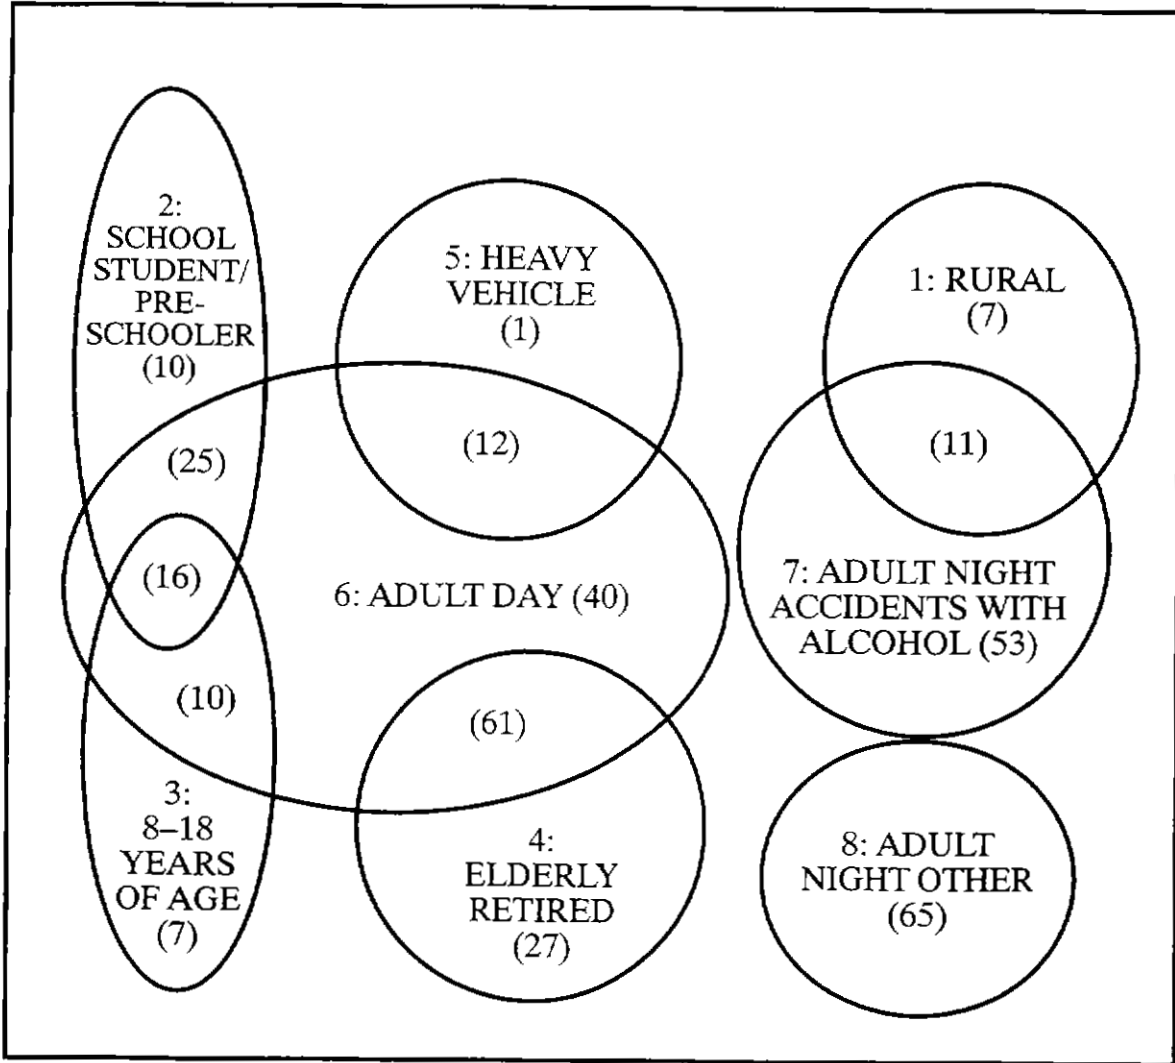 2:
SCHOOL
STUDENT/
PRE-
SCHOOLER
(10)
(25)
(16)
(10)
3:
8–18
YEARS
OF AGE
(7)
5: HEAVY
VEHICLE
(1)
(12)
6: ADULT DAY (40)
(61)
4:
ELDERLY
RETIRED
(27)
1: RURAL
(7)
(11)
7: ADULT NIGHT
ACCIDENTS WITH
ALCOHOL (53)
8: ADULT
NIGHT OTHER
(65)